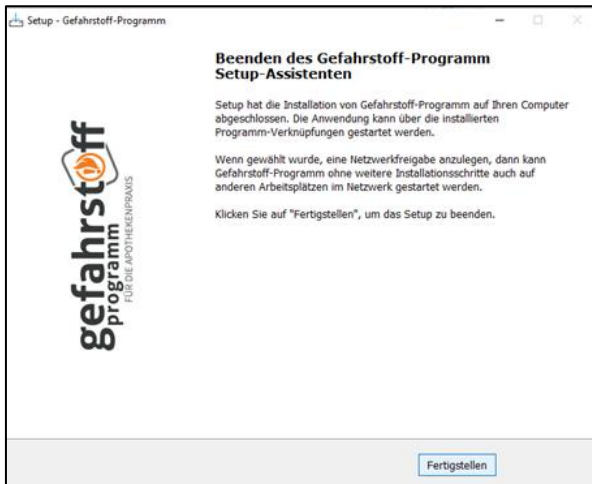 Setup - Gefahrstoff-Programm
Beenden des Gefahrstoff-Programm
Setup-Assistenten
Setup hat die Installation von Gefahrstoff-Programm auf Ihren Computer
abgeschlossen. Die Anwendung kann über die installierten
Programm-Verknüpfungen gestartet werden.
Wenn gewählt wurde, eine Netzwerkfreigabe anzulegen, dann kann
Gefahrstoff-Programm ohne weitere Installationsschritte auch auf
anderen Arbeitsplätzen im Netzwerk gestartet werden.
Klicken Sie auf "Fertigstellen", um das Setup zu beenden.
gefahrstoff
programm
FÜR DIE APOTHEKENPRAXIS
Fertigstellen